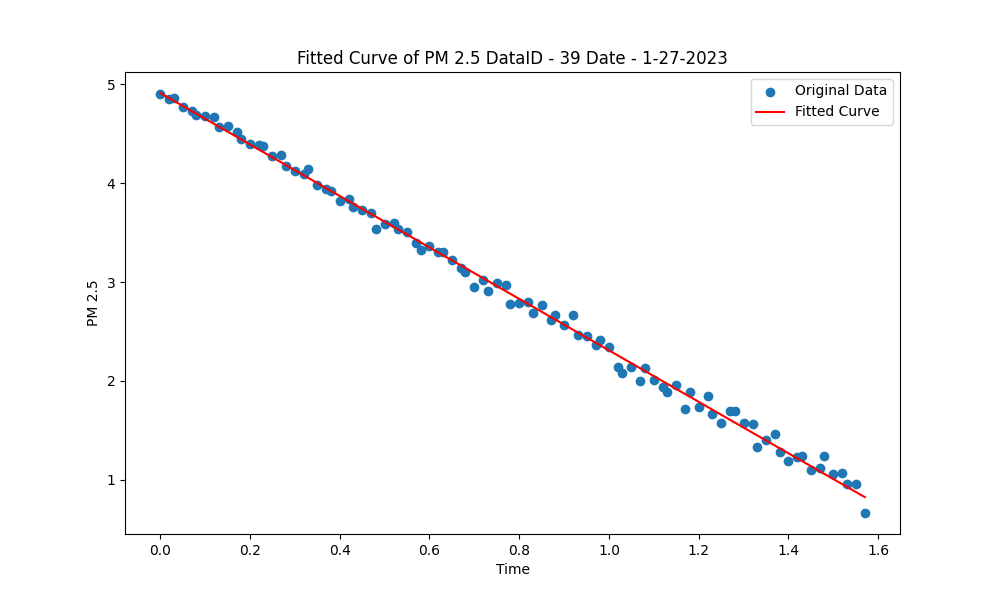 Fitted Curve of PM 2.5 DataID - 39 Date - 1-27-2023
Original Data
Fitted Curve
5
4
3
2
1
PM 2.5
0.0 0.2 0.4 0.6 0.8 1.0 1.2 1.4 1.6
Time